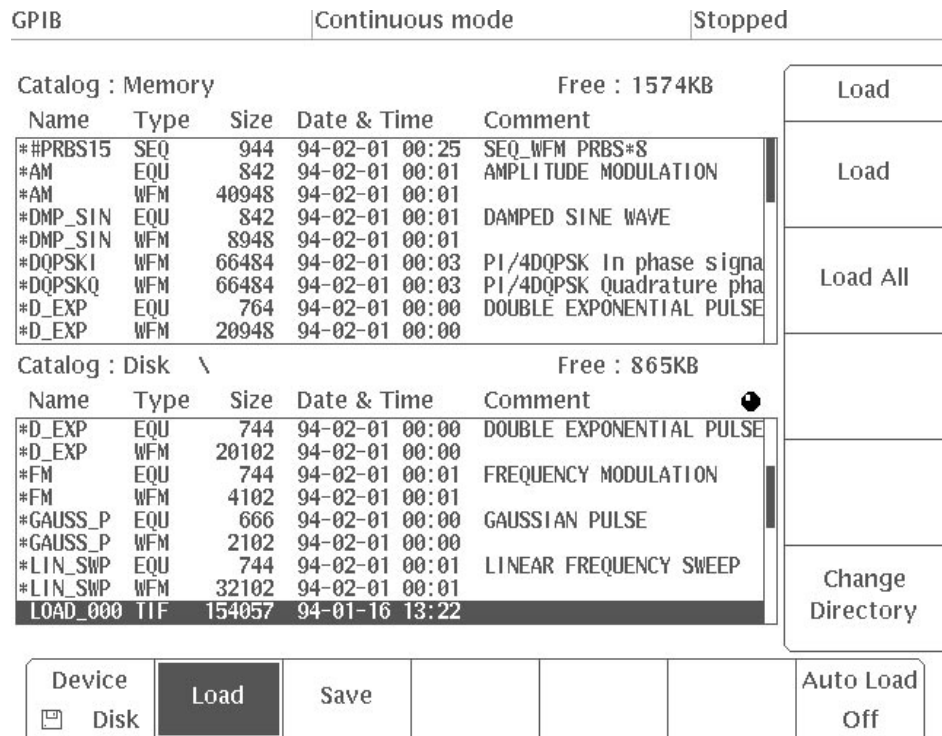 GPIB Continuous mode Stopped
Catalog : Memory Free : 1574KB
Name Type Size Date & Time Comment
*#PRBS15 SEQ 944 94-02-01 00:25 SEQ_WFM PRBS*8
*AM EQU 842 94-02-01 00:01 AMPLITUDE MODULATION
*AM WFM 40948 94-02-01 00:01
*DMP_SIN EQU 842 94-02-01 00:01 DAMPED SINE WAVE
*DMP_SIN WFM 8948 94-02-01 00:01
*DQPSKI WFM 66484 94-02-01 00:03 PI/4DQPSK In phase signa
*DQPSKQ WFM 66484 94-02-01 00:03 PI/4DQPSK Quadrature pha
*D_EXP EQU 764 94-02-01 00:00 DOUBLE EXPONENTIAL PULSE
*D_EXP WFM 20948 94-02-01 00:00
Catalog : Disk \ Free : 865KB
Name Type Size Date & Time Comment
*D_EXP EQU 744 94-02-01 00:00 DOUBLE EXPONENTIAL PULSE
*D_EXP WFM 20102 94-02-01 00:00
*FM EQU 744 94-02-01 00:01 FREQUENCY MODULATION
*FM WFM 4102 94-02-01 00:01
*GAUSS_P EQU 666 94-02-01 00:00 GAUSSIAN PULSE
*GAUSS_P WFM 2102 94-02-01 00:00
*LIN_SWP EQU 744 94-02-01 00:01 LINEAR FREQUENCY SWEEP
*LIN_SWP WFM 32102 94-02-01 00:01
LOAD_000 TIF 154057 94-01-16 13:22
Load
Load
Load All
Change
Directory
Device
Disk
Load
Save
Auto Load
Off